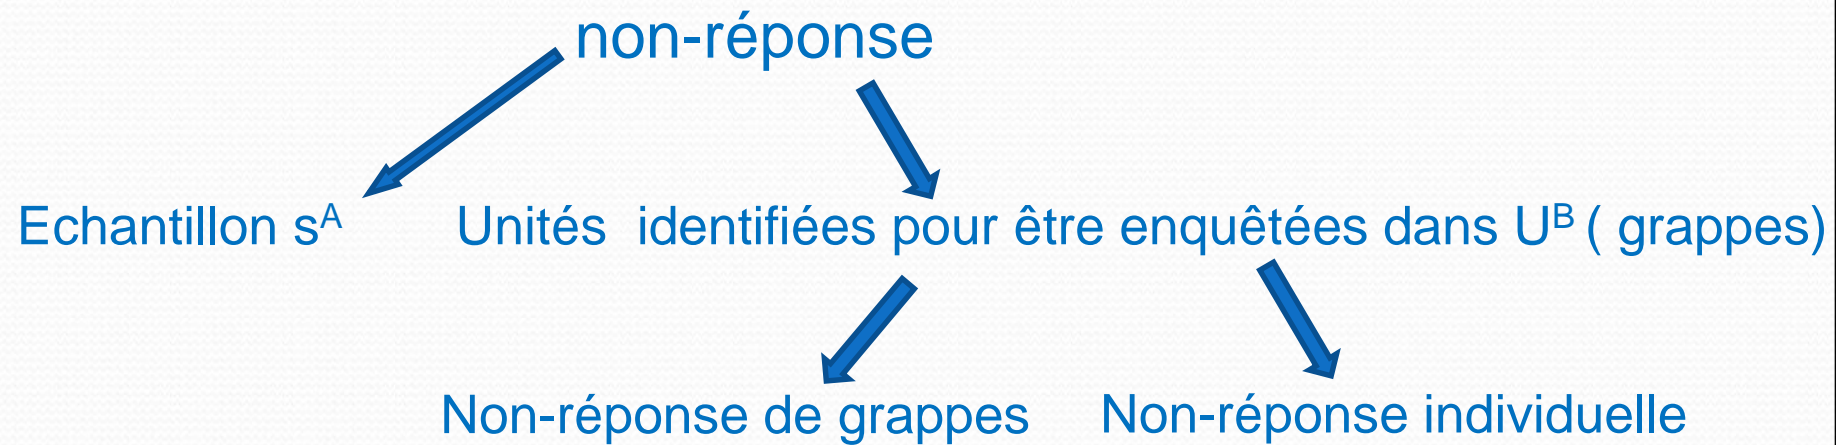 non-réponse
Echantillon sᴬ Unités identifiées pour être enquêtées dans Uᴮ ( grappes)
Non-réponse de grappes Non-réponse individuelle